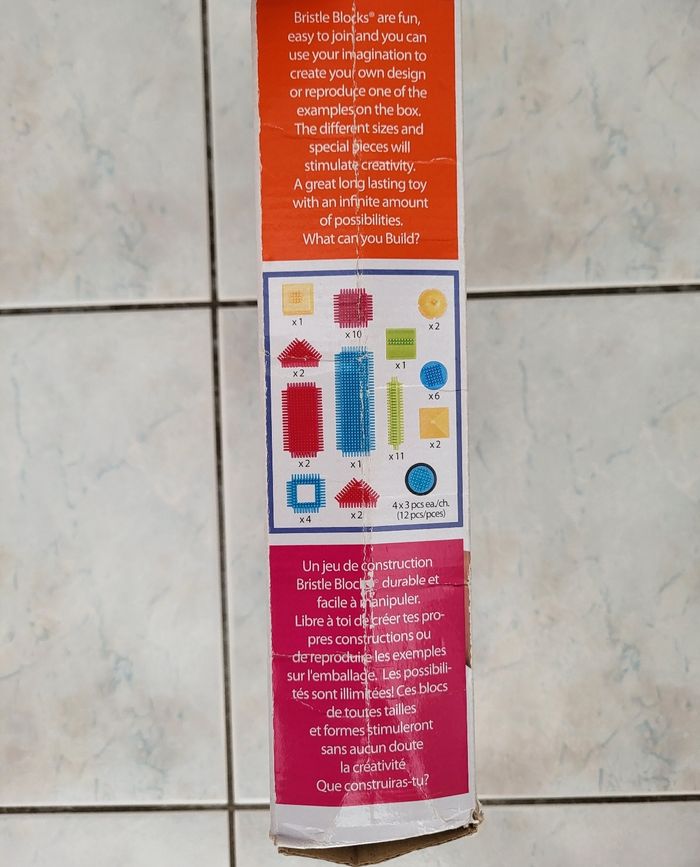 Bristle Blocks® are fun,
easy to join and you can
use your imagination to
create your own design
or reproduce one of the
examples on the box.
The different sizes and
special pieces will
stimulate creativity.
A great long lasting toy
with an infinite amount
of possibilities.
What can you Build?
x 1
x 10
x 2
x 2
x 1
x 6
x 2
x 2
x 1
x 11
x 4
x 2
4 x 3 pcs ea./ch.
(12 pcs/pces)
Un jeu de construction
Bristle Blocks® durable et
facile à manipuler.
Libre à toi de créer tes pro-
pres constructions ou
de reproduire les exemples
sur l'emballage. Les possibili-
tés sont illimitées! Ces blocs
de toutes tailles
et formes stimuleront
sans aucun doute
la créativité
Que construiras-tu?